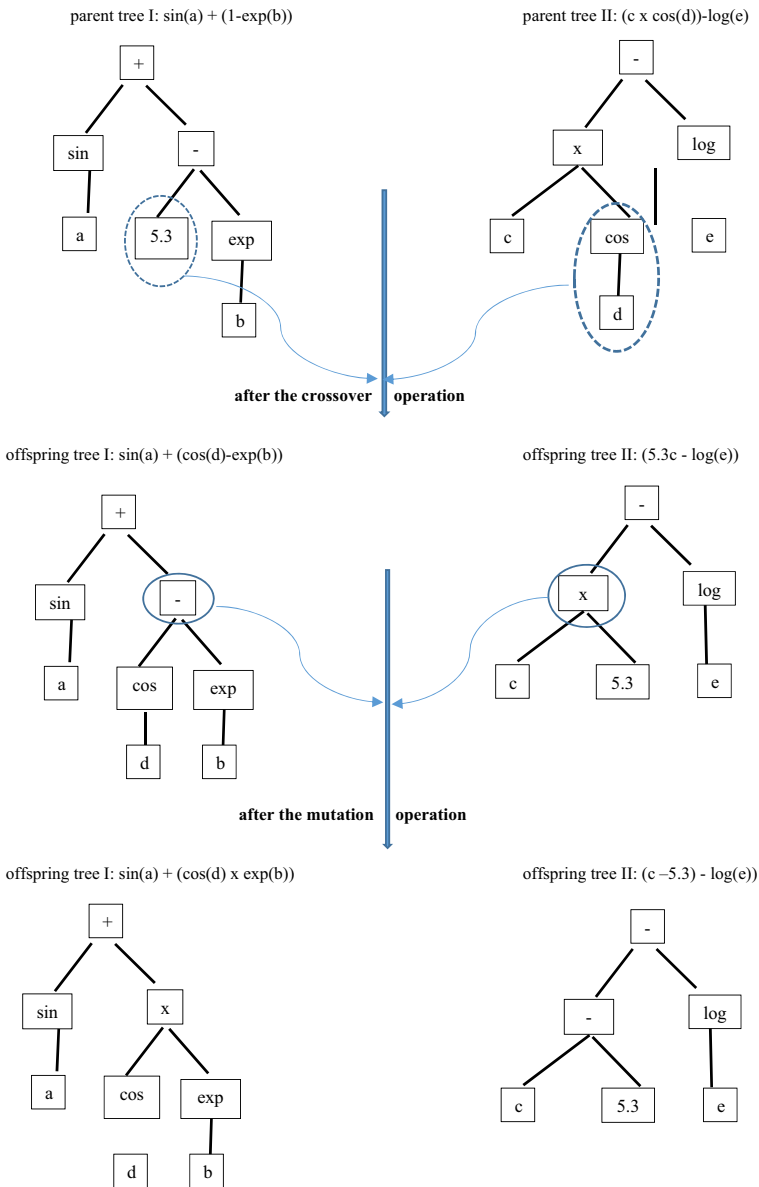 parent tree I: sin(a) + (1-exp(b))
parent tree II: (c x cos(d))-log(e)
+
-
sin
-
x
log
a
5.3
exp
c
cos
e
b
d
after the crossover operation
offspring tree I: sin(a) + (cos(d)-exp(b))
offspring tree II: (5.3c - log(e))
+
-
sin
-
x
log
a
cos
exp
c
5.3
e
d
b
after the mutation operation
offspring tree I: sin(a) + (cos(d) x exp(b))
offspring tree II: (c –5.3) - log(e))
+
-
sin
x
-
log
a
cos
exp
c
5.3
e
d
b